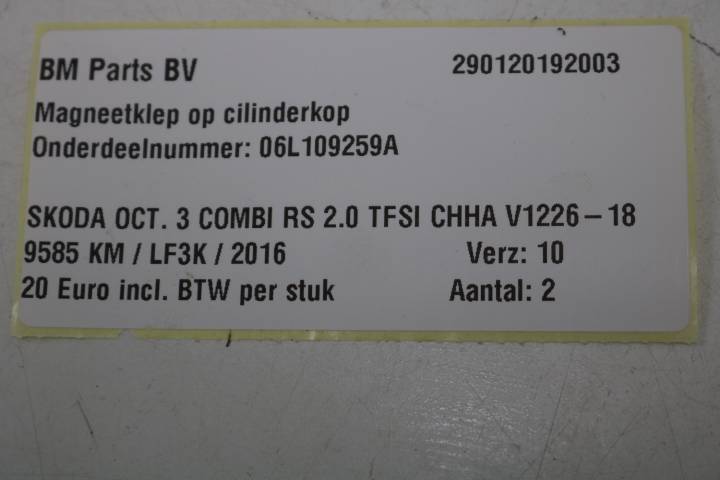 BM Parts BV 290120192003
Magneetklep op cilinderkop
Onderdeelnummer: 06L109259A
SKODA OCT. 3 COMBI RS 2.0 TFSI CHHA V1226-18
9585 KM / LF3K / 2016 Verz: 10
20 Euro incl. BTW per stuk Aantal: 2